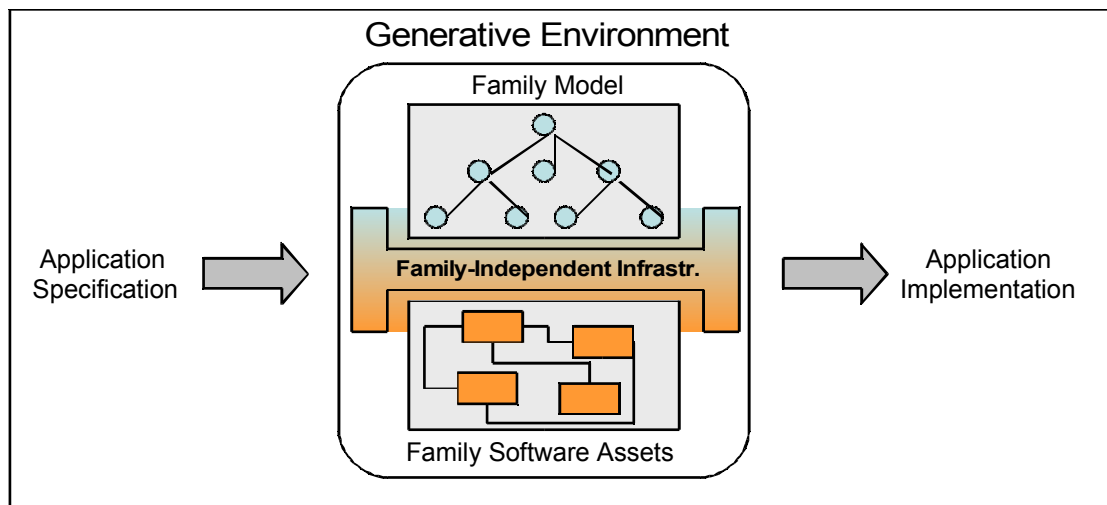 Generative Environment
Family Model
Application
Specification
Family-Independent Infrastr.
Application
Implementation
Family Software Assets